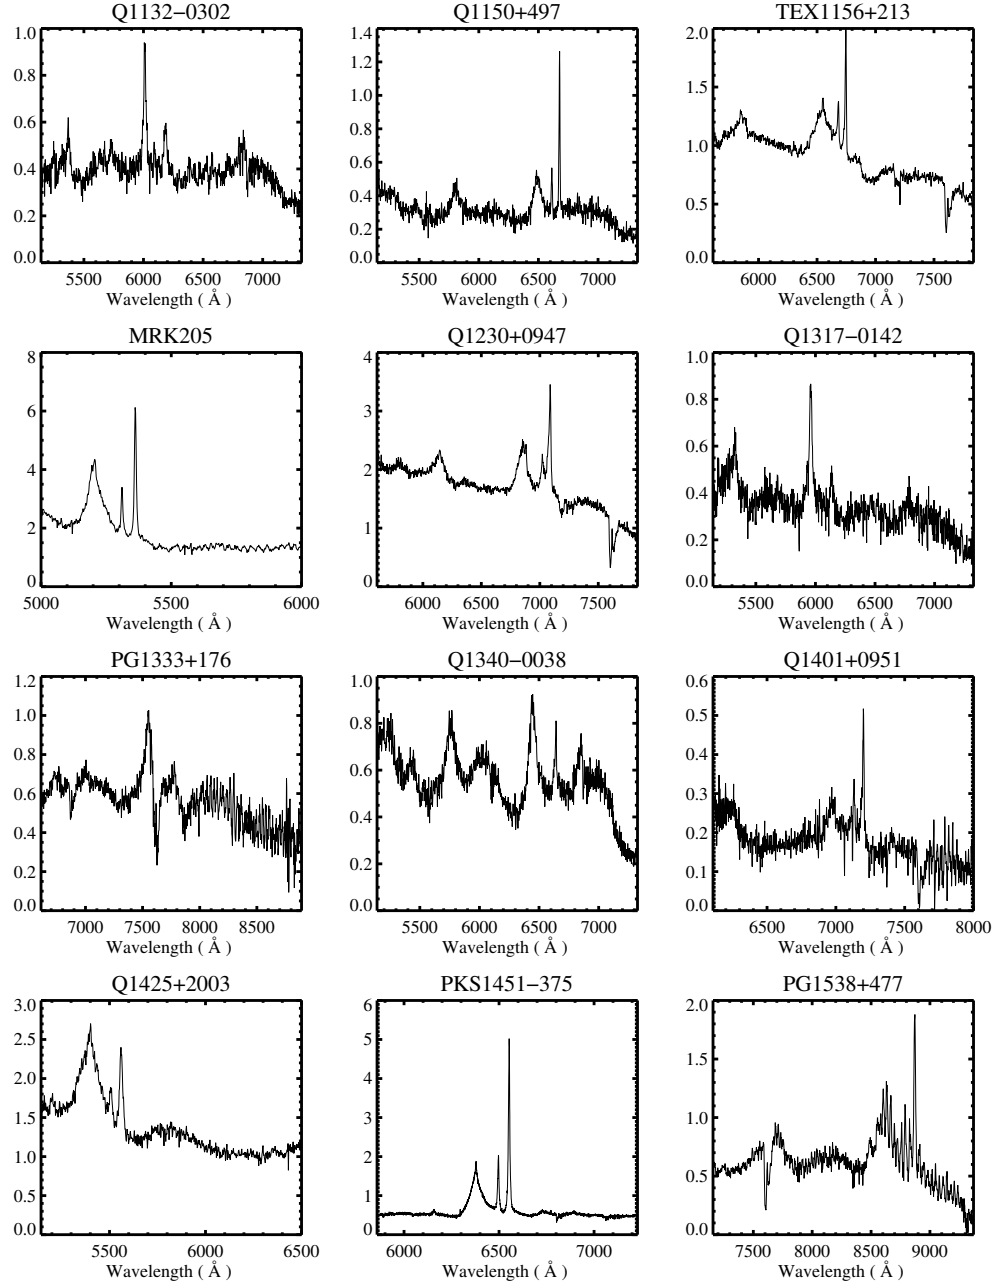 Q1132−0302
Q1150+497
TEX1156+213
1.0
0.8
0.6
0.4
0.2
0.0
5500 6000 6500 7000
Wavelength ( Å )
1.4
1.2
1.0
0.8
0.6
0.4
0.2
0.0
5500 6000 6500 7000
Wavelength ( Å )
2.0
1.5
1.0
0.5
0.0
6000 6500 7000 7500
Wavelength ( Å )
MRK205
Q1230+0947
Q1317−0142
8
6
4
2
0
5000 5500 6000
Wavelength ( Å )
4
3
2
1
0
6000 6500 7000 7500
Wavelength ( Å )
1.0
0.8
0.6
0.4
0.2
0.0
5500 6000 6500 7000
Wavelength ( Å )
PG1333+176
Q1340−0038
Q1401+0951
1.2
1.0
0.8
0.6
0.4
0.2
0.0
7000 7500 8000 8500
Wavelength ( Å )
1.0
0.8
0.6
0.4
0.2
0.0
5500 6000 6500 7000
Wavelength ( Å )
0.6
0.5
0.4
0.3
0.2
0.1
0.0
6500 7000 7500 8000
Wavelength ( Å )
Q1425+2003
PKS1451−375
PG1538+477
3.0
2.5
2.0
1.5
1.0
0.5
0.0
5500 6000 6500
Wavelength ( Å )
6
5
4
3
2
1
0
6000 6500 7000
Wavelength ( Å )
2.0
1.5
1.0
0.5
0.0
7500 8000 8500 9000
Wavelength ( Å )